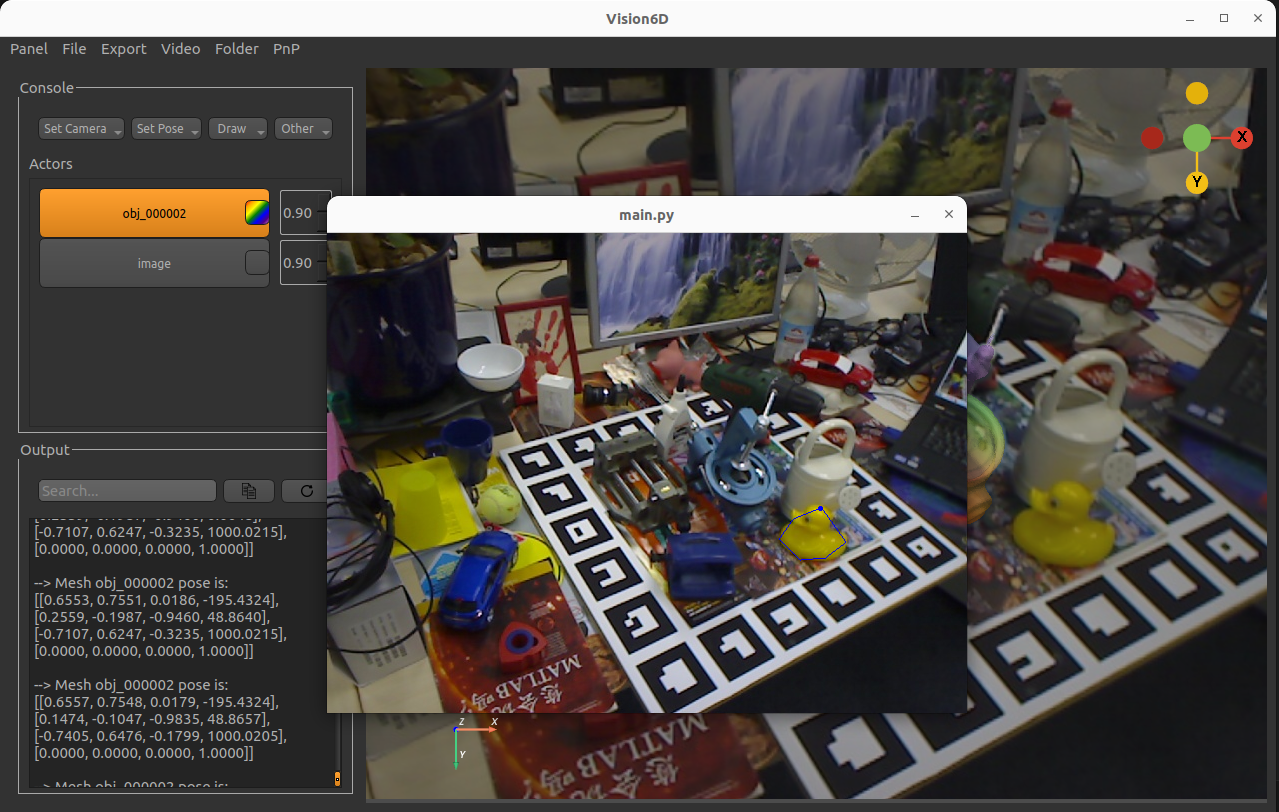 Vision6D
Panel File Export Video Folder PnP
Console
Set Camera Set Pose Draw Other
Actors
obj_000002 0.90
image 0.90
Output
Search...
[-0.7107, 0.6247, -0.3235, 1000.0215],
[0.0000, 0.0000, 0.0000, 1.0000]]
--> Mesh obj_000002 pose is:
[[0.6553, 0.7551, 0.0186, -195.4324],
[0.2559, -0.1987, -0.9460, 48.8640],
[-0.7107, 0.6247, -0.3235, 1000.0215],
[0.0000, 0.0000, 0.0000, 1.0000]]
--> Mesh obj_000002 pose is:
[[0.6557, 0.7548, 0.0179, -195.4324],
[0.1474, -0.1047, -0.9835, 48.8657],
[-0.7405, 0.6476, -0.1799, 1000.0205],
[0.0000, 0.0000, 0.0000, 1.0000]]
main.py
MATLAB
X
Y
Z X
Y
MATLAB